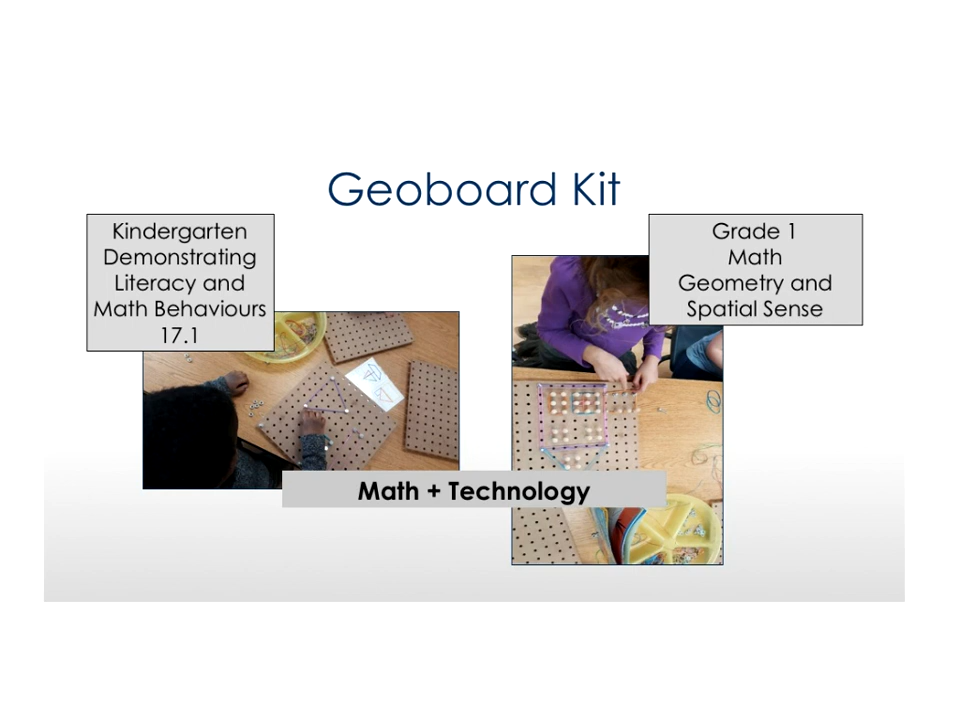 Geoboard Kit
Kindergarten
Demonstrating
Literacy and
Math Behaviours
17.1
Grade 1
Math
Geometry and
Spatial Sense
Math + Technology